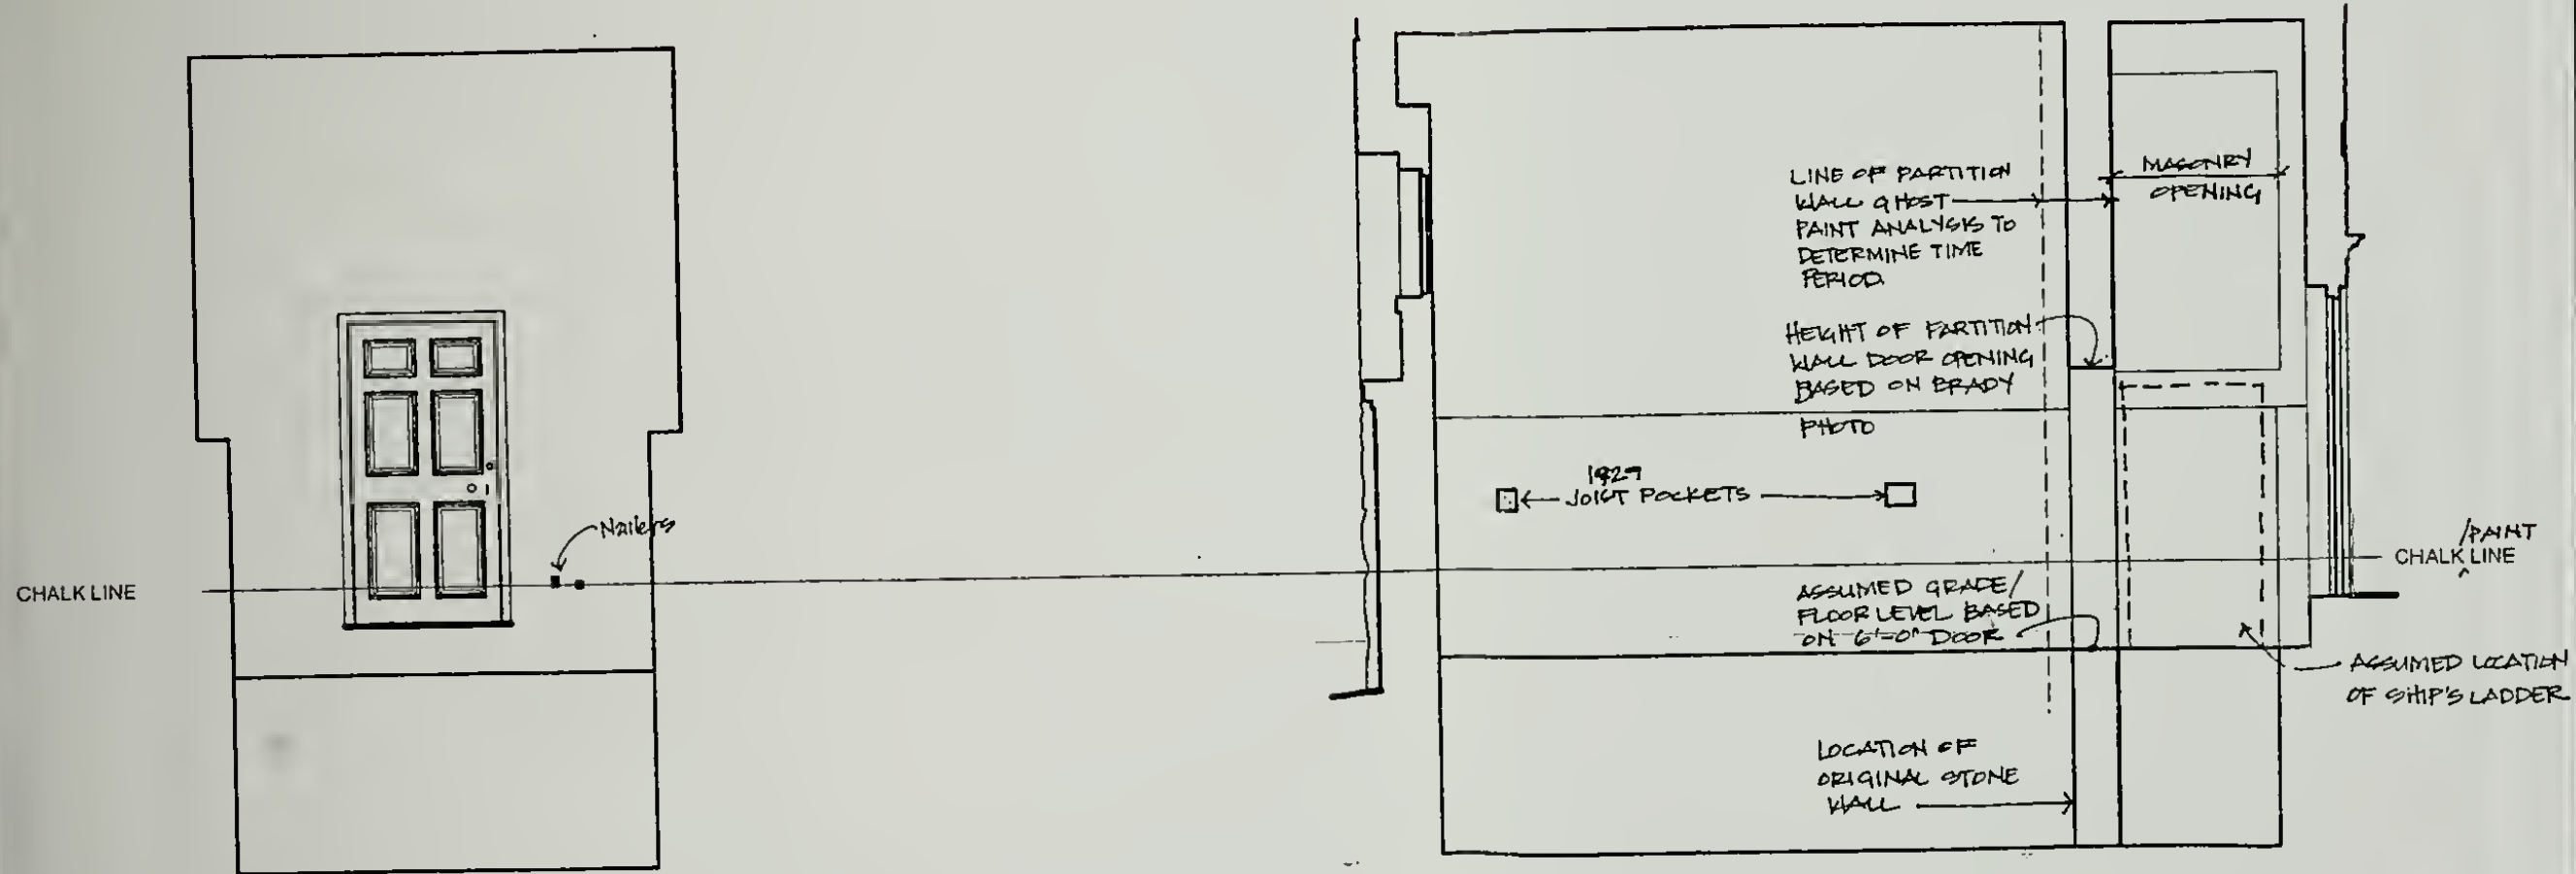 CHALK LINE
Nailers
LINE OF PARTITION
WALL GHOST
PAINT ANALYSIS TO
DETERMINE TIME
PERIOD.
MASONRY
OPENING
HEIGHT OF PARTITION
WALL DOOR OPENING
BASED ON BRADY
PHOTO
1929
JOIST POCKETS
/PAINT
CHALK LINE
ASSUMED GRADE/
FLOOR LEVEL BASED
ON 6'-0" DOOR
ASSUMED LOCATION
OF SHIP'S LADDER
LOCATION OF
ORIGINAL STONE
WALL